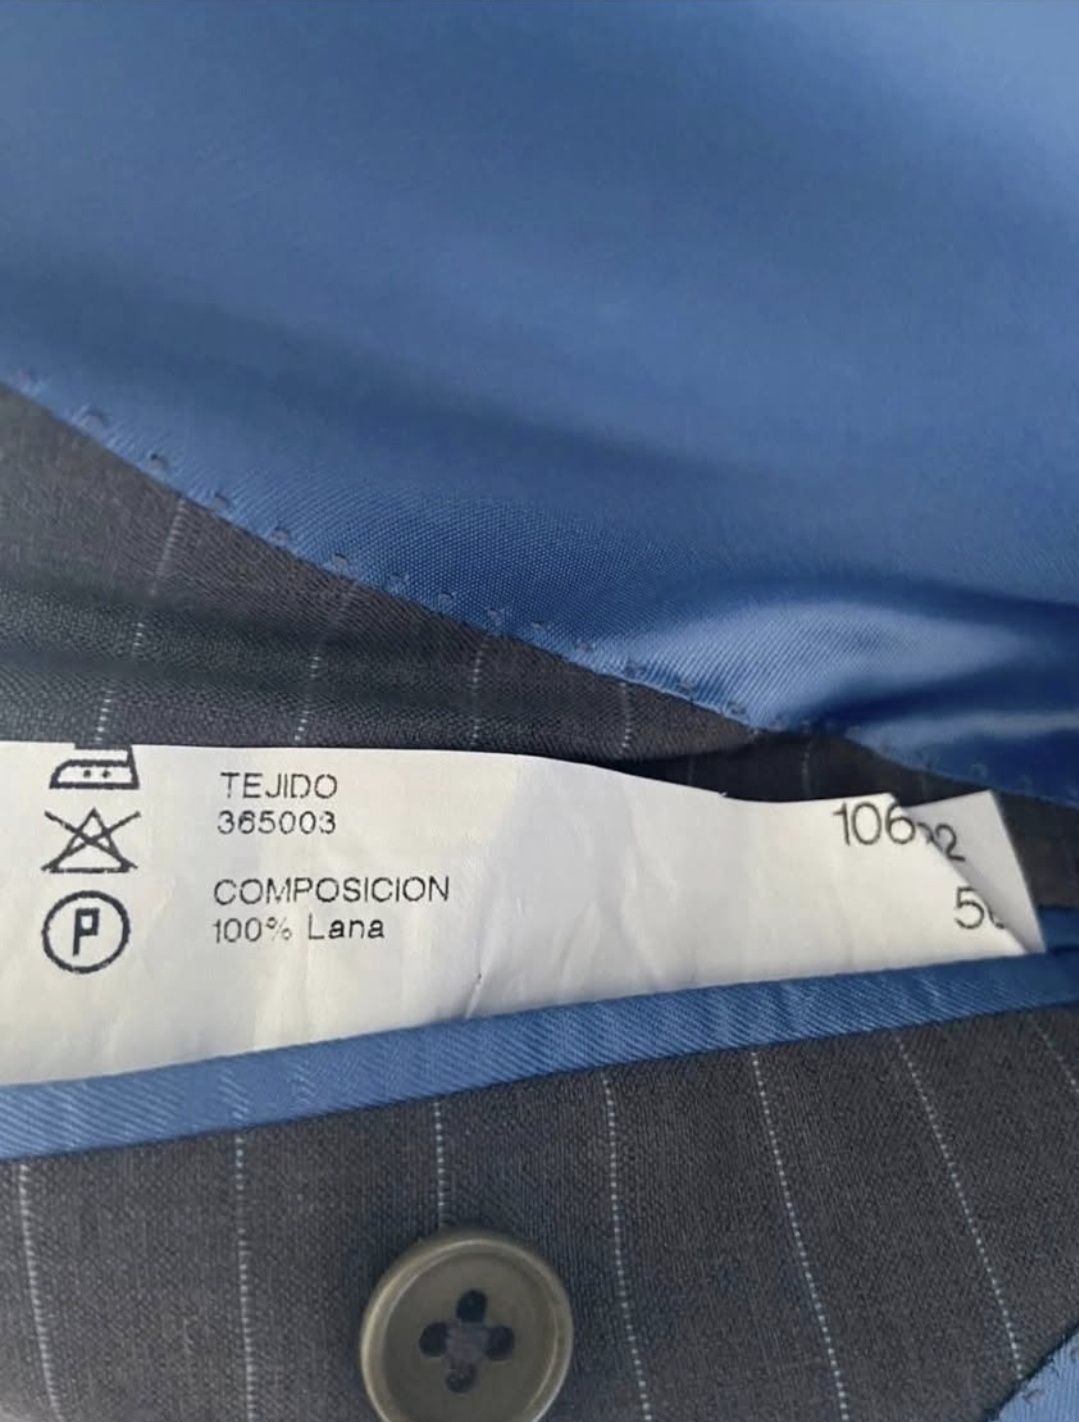 TEJIDO
365003
COMPOSICION
100% Lana
P